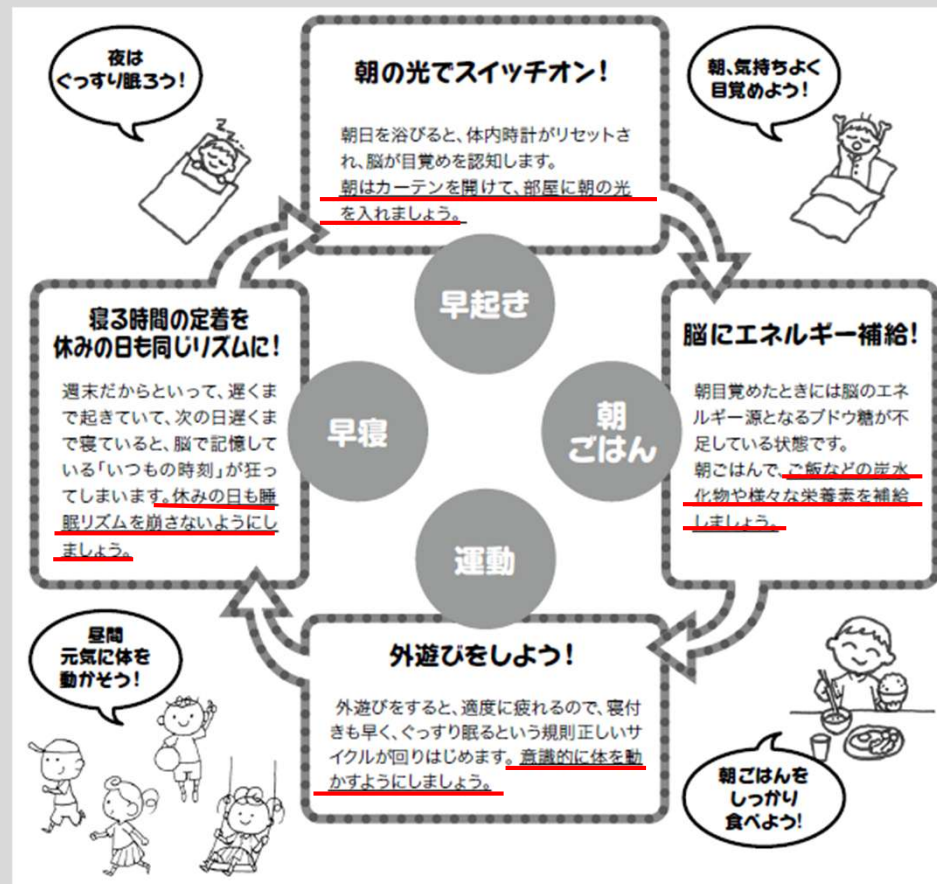 夜は
ぐっすり眠ろう!
朝の光でスイッチオン!
朝日を浴びると、体内時計がリセットさ
れ、脳が目覚めを認知します。
朝はカーテンを開けて、部屋に朝の光
を入れましょう。
朝、気持ちよく
目覚めよう!
zzz
早起き
寝る時間の定着を
休みの日も同じリズムに!
週末だからといって、遅くま
で起きていて、次の日遅くま
で寝ていると、脳で記憶して
いる「いつもの時刻」が狂っ
てしまいます。休みの日も睡
眠リズムを崩さないようにし
ましょう。
早寝
朝
ごはん
脳にエネルギー補給!
朝目覚めたときには脳のエネ
ルギー源となるブドウ糖が不
足している状態です。
朝ごはんで、ご飯などの炭水
化物や様々な栄養素を補給
しましょう。
運動
昼間
元気に体を
動かそう!
外遊びをしよう!
外遊びをすると、適度に疲れるので、寝付
きも早く、ぐっすり眠るという規則正しいサ
イクルが回りはじめます。意識的に体を動
かすようにしましょう。
朝ごはんを
しっかり
食べよう!